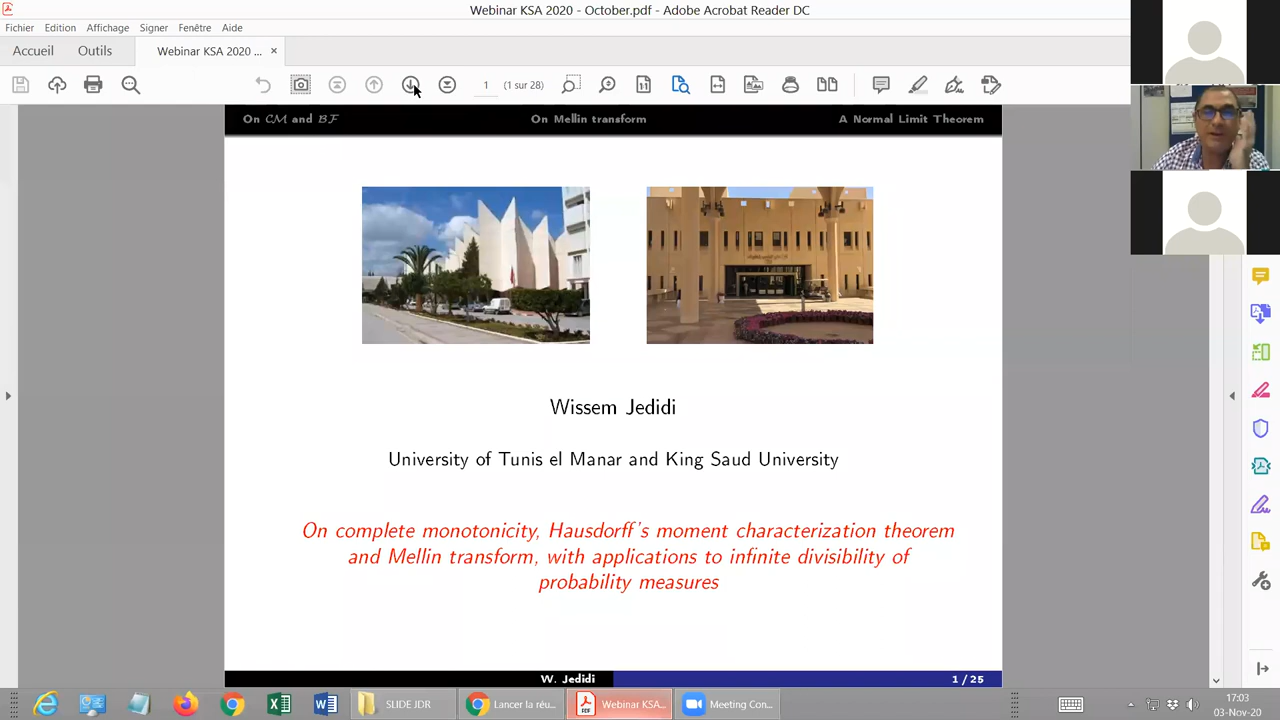 Webinar KSA 2020 - October.pdf - Adobe Acrobat Reader DC
Fichier Edition Affichage Signer Fenêtre Aide
Accueil Outils Webinar KSA 2020 ... ×
1 (1 sur 28)
On CM and BF On Mellin transform A Normal Limit Theorem
Wissem Jedidi
University of Tunis el Manar and King Saud University
On complete monotonicity, Hausdorff's moment characterization theorem
and Mellin transform, with applications to infinite divisibility of
probability measures
W. Jedidi 1 / 25
SLIDE JDR Lancer la réu... Webinar KSA... Meeting Con...
17:03
03-Nov-20